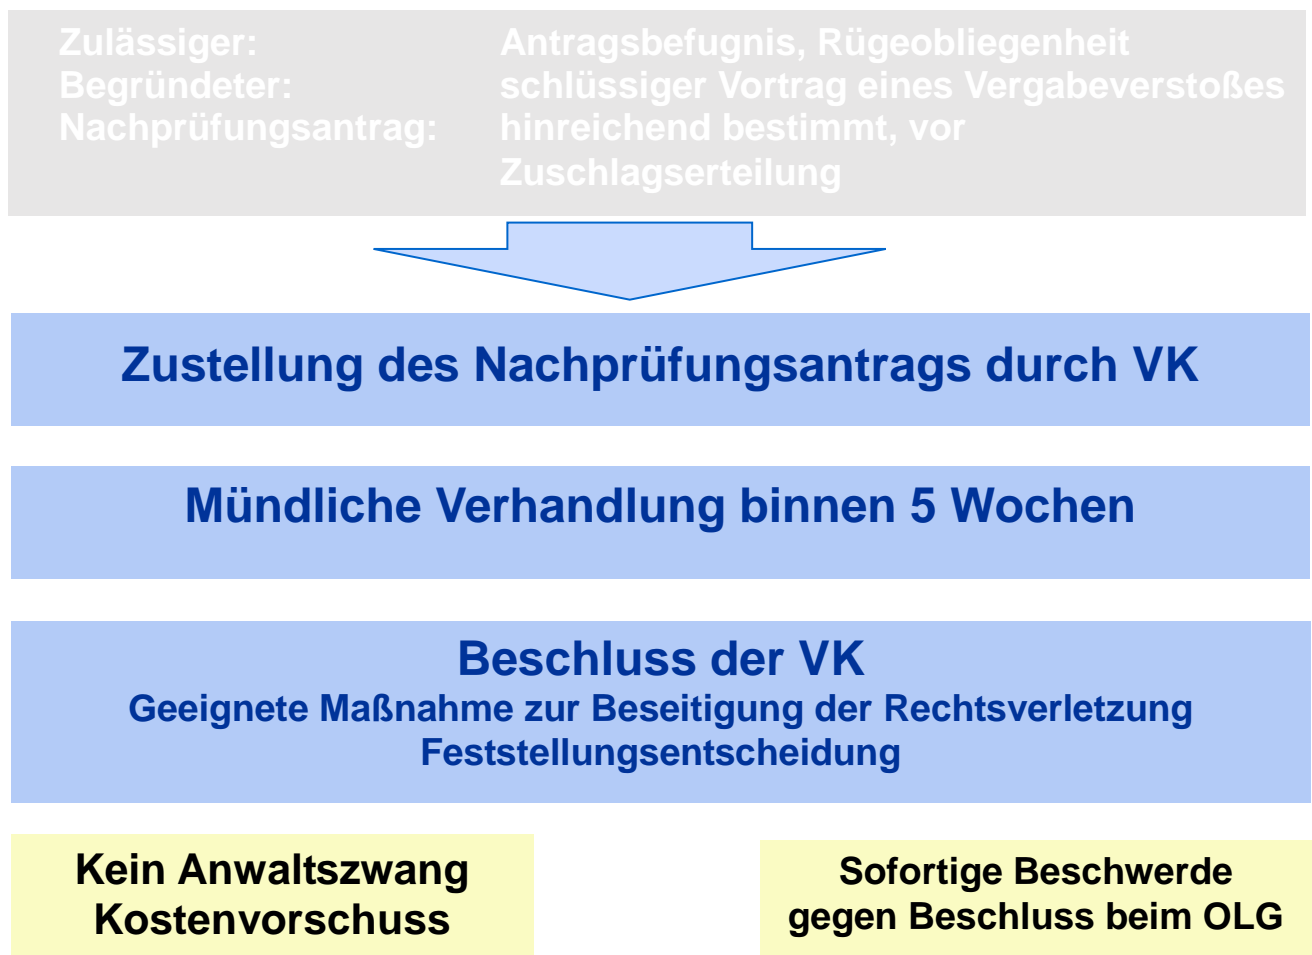 Zulässiger: Antragsbefugnis, Rügeobliegenheit
Begründeter: schlüssiger Vortrag eines Vergabeverstoßes
Nachprüfungsantrag: hinreichend bestimmt, vor
Zuschlagserteilung
Zustellung des Nachprüfungsantrags durch VK
Mündliche Verhandlung binnen 5 Wochen
Beschluss der VK
Geeignete Maßnahme zur Beseitigung der Rechtsverletzung
Feststellungsentscheidung
Kein Anwaltszwang
Kostenvorschuss
Sofortige Beschwerde
gegen Beschluss beim OLG